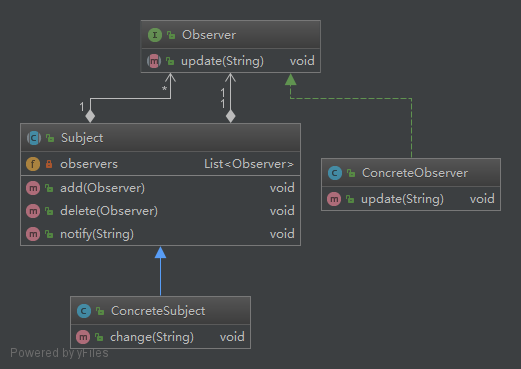 I Observer
m update(String) void
1 * 1 1
C Subject
f observers List<Observer>
m add(Observer) void
m delete(Observer) void
m notify(String) void
C ConcreteObserver
m update(String) void
C ConcreteSubject
m change(String) void
Powered by yFiles